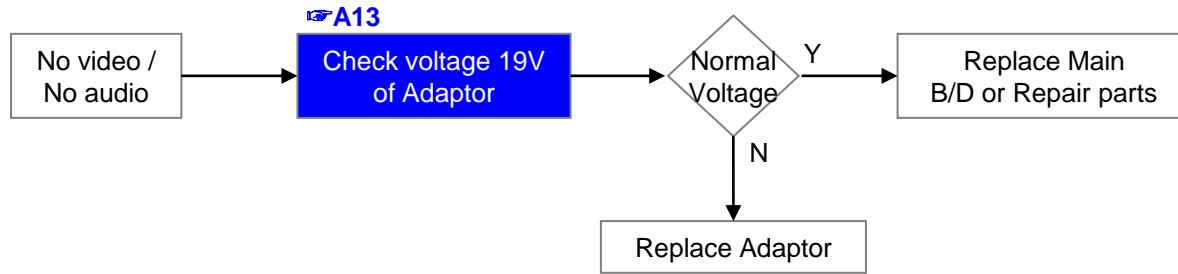 ☞A13
No video /
No audio
Check voltage 19V
of Adaptor
Normal
Voltage
Y
Replace Main
B/D or Repair parts
N
Replace Adaptor